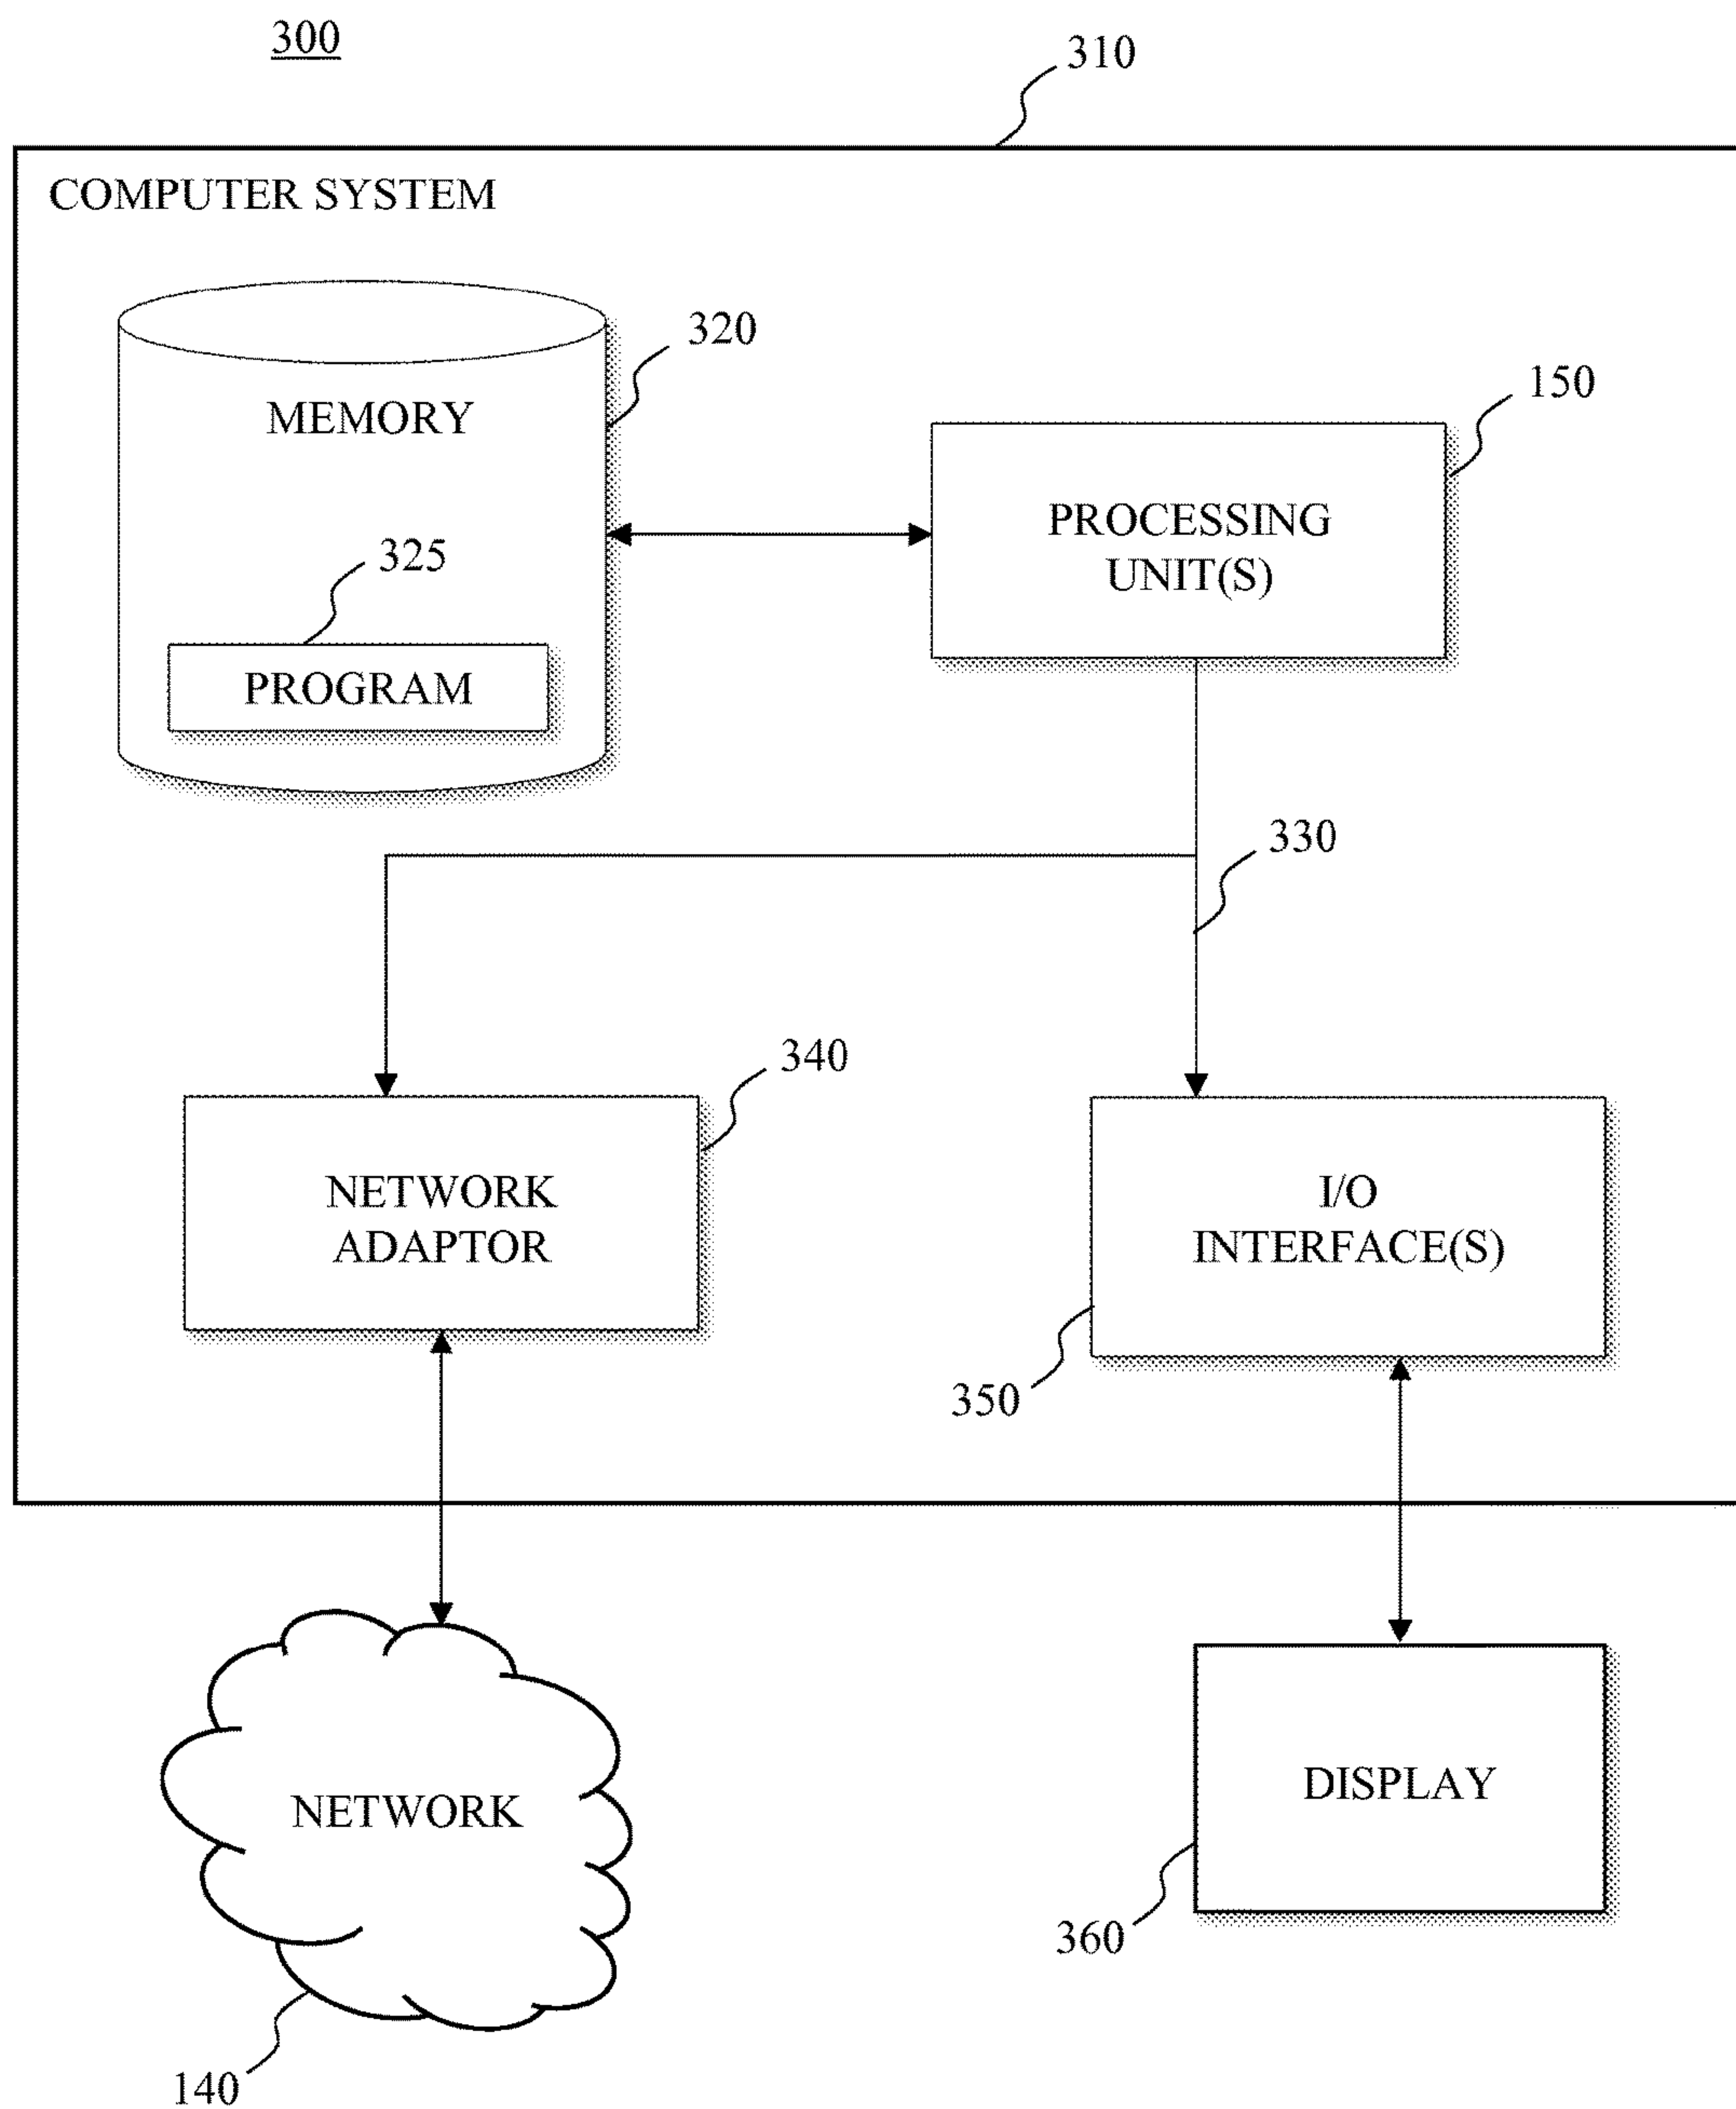 300
310
COMPUTER SYSTEM
320
MEMORY
150
PROCESSING
UNIT(S)
325
PROGRAM
330
340
NETWORK
ADAPTOR
I/O
INTERFACE(S)
350
NETWORK
DISPLAY
360
140